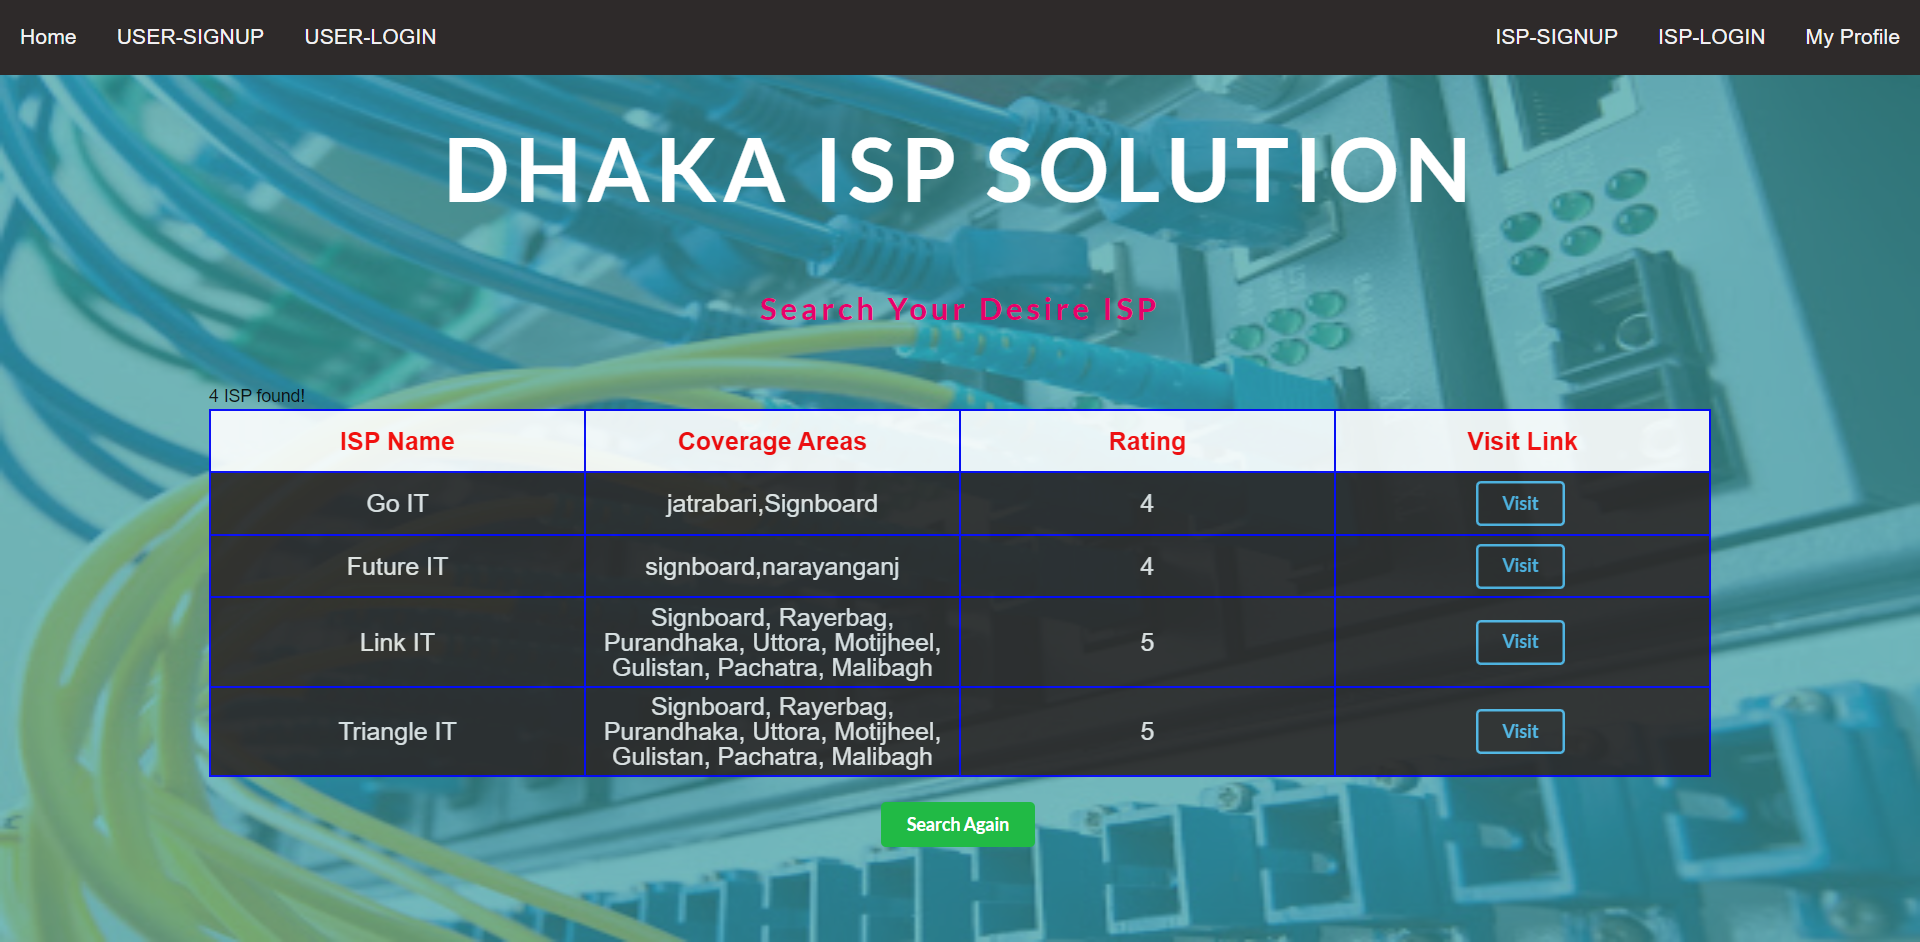 Home USER-SIGNUP USER-LOGIN ISP-SIGNUP ISP-LOGIN My Profile
DHAKA ISP SOLUTION
Search Your Desire ISP
4 ISP found!
ISP Name Coverage Areas Rating Visit Link
Go IT jatrabari,Signboard 4 Visit
Future IT signboard,narayanganj 4 Visit
Signboard, Rayerbag,
Link IT Purandhaka, Uttora, Motijheel, 5 Visit
Gulistan, Pachatra, Malibagh
Signboard, Rayerbag,
Triangle IT Purandhaka, Uttora, Motijheel, 5 Visit
Gulistan, Pachatra, Malibagh
Search Again